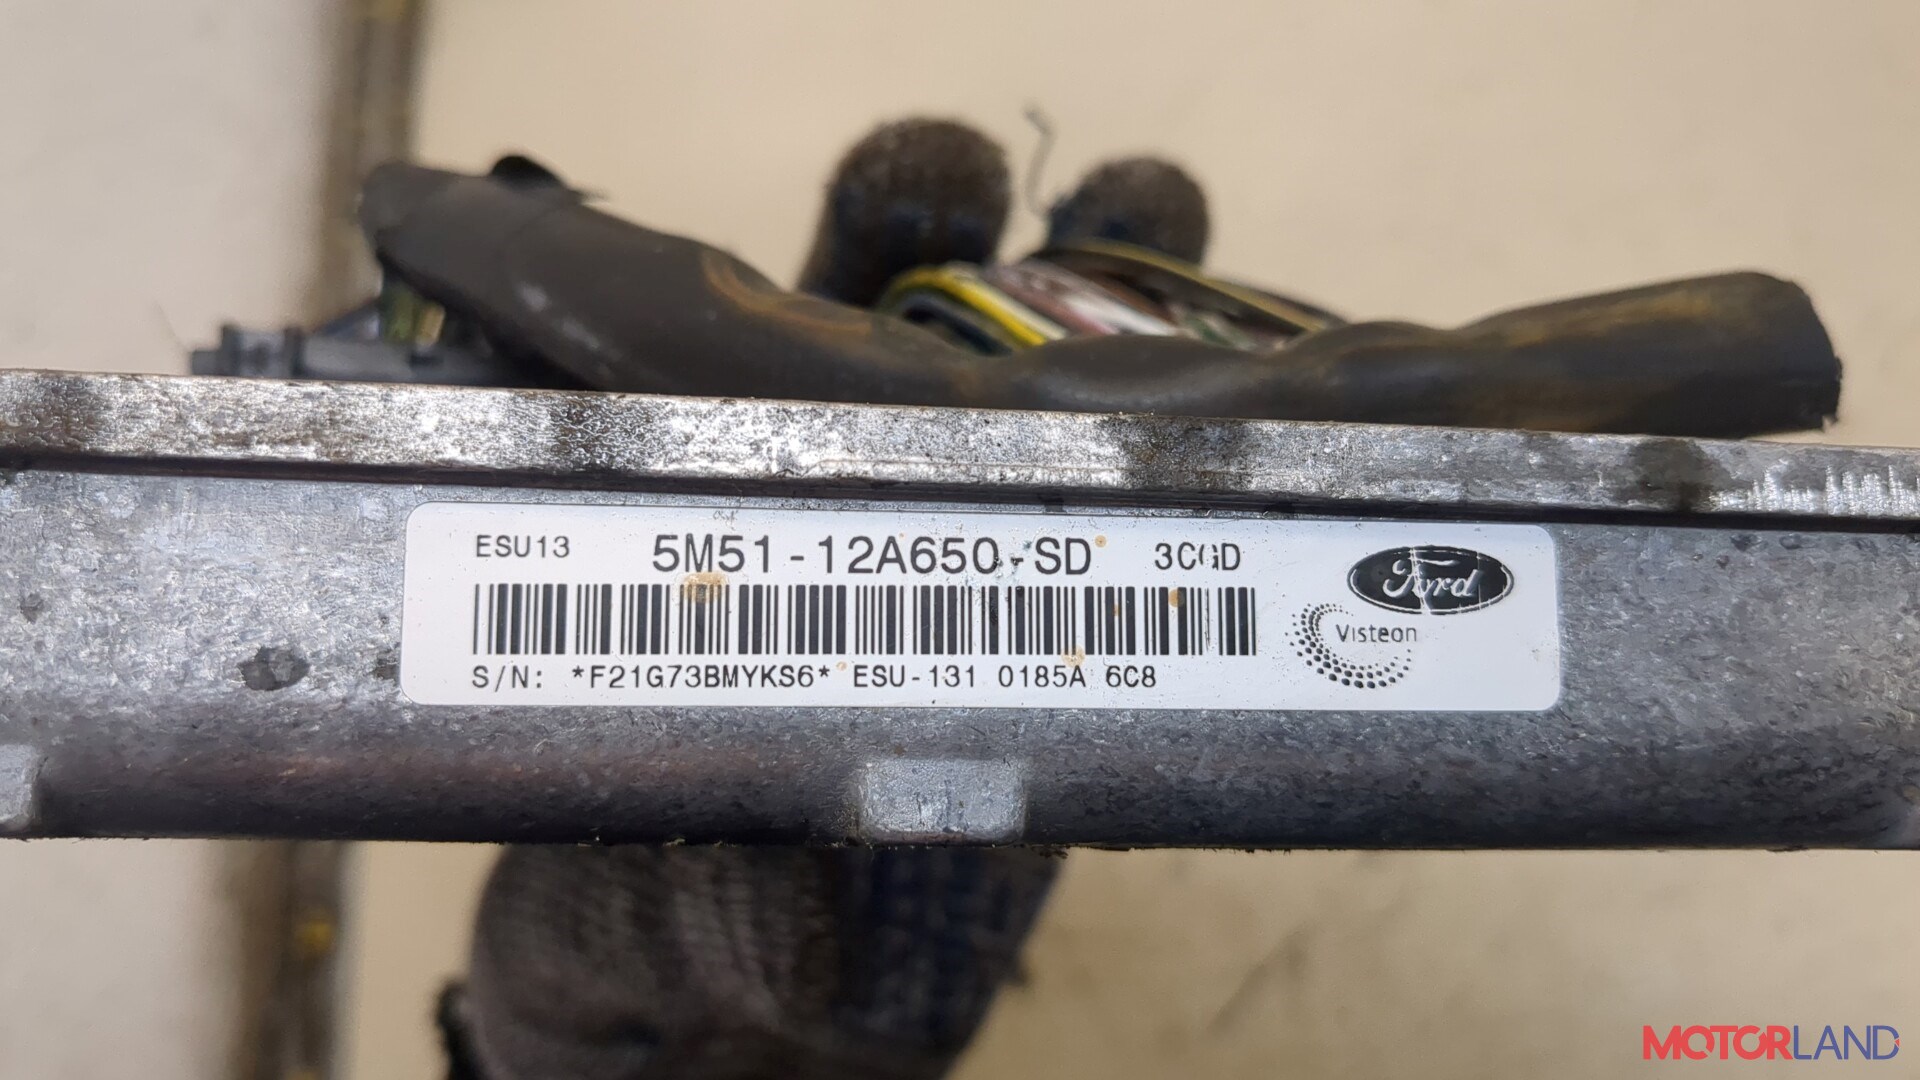 ESU13 5M51-12A650-SD 3CGD
Ford
Visteon
S/N: *F21G73BMYKS6* ESU-131 0185A 6C8
MOTORLAND